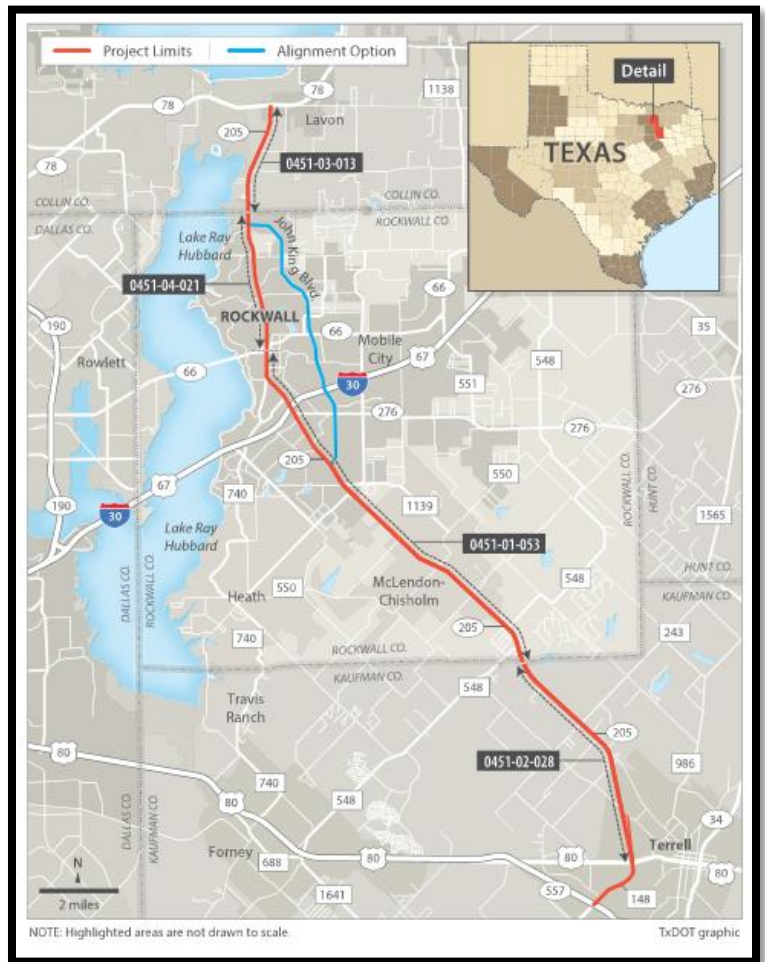 Project Limits
Alignment Option
Detail
TEXAS
78
78
1138
205
Lavon
78
0451-03-013
COLLIN CO.
COLLIN CO.
DALLAS CO.
ROCKWALL CO.
Lake Ray
Hubbard
John King Blvd.
0451-04-021
66
ROCKWALL
190
66
Mobile
City
35
Rowlett
67
548
66
30
551
276
276
276
205
ROCKWALL CO.
HUNT CO.
67
550
740
190
1139
1565
30
Lake Ray
Hubbard
0451-01-053
HUNT CO.
McLendon-
Chisholm
548
550
Heath
KAUFMAN CO.
DALLAS CO.
ROCKWALL CO.
205
243
740
ROCKWALL CO.
KAUFMAN CO.
548
Travis
Ranch
205
80
0451-02-028
986
740
548
80
34
DALLAS CO.
KAUFMAN CO.
Terrell
Forney
688
80
80
80
N
557
148
1641
2 miles
NOTE: Highlighted areas are not drawn to scale.
TxDOT graphic